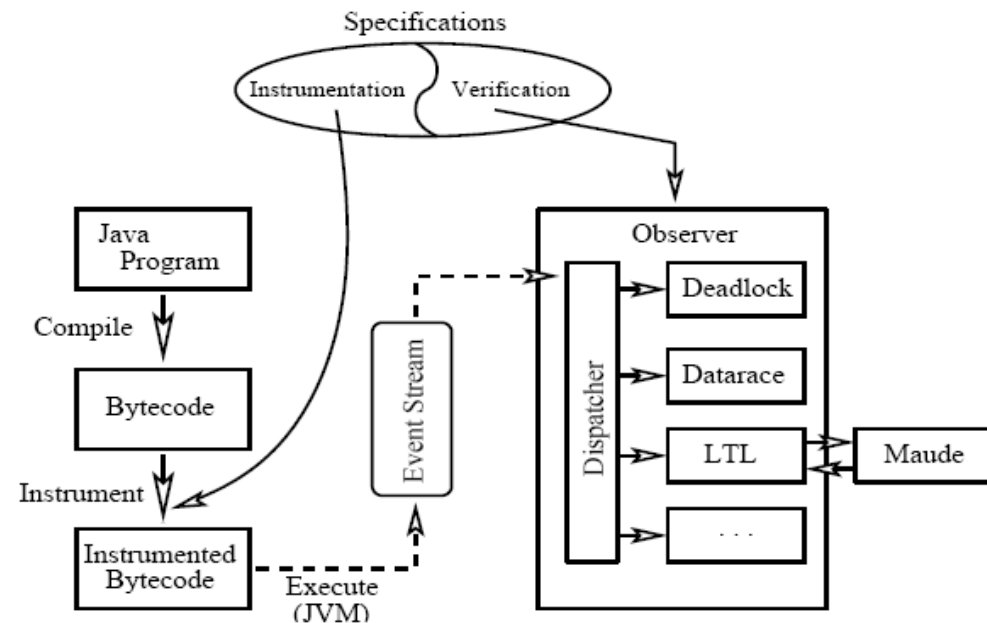 Specifications
Instrumentation
Verification
Java
Program
Observer
Deadlock
Compile
Event Stream
Dispatcher
Datarace
Bytecode
LTL
Maude
Instrument
Instrumented
Bytecode
Execute
(JVM)
. . .